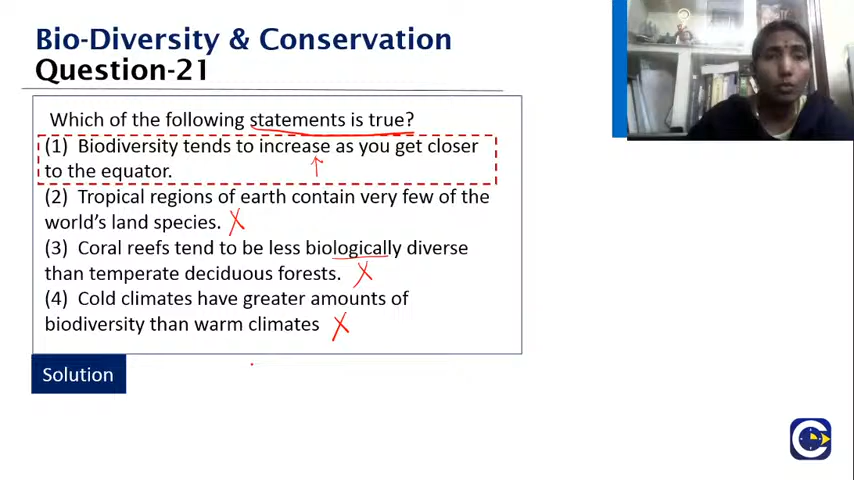 Bio-Diversity & Conservation
Question-21
Which of the following statements is true?
(1) Biodiversity tends to increase as you get closer
to the equator.
(2) Tropical regions of earth contain very few of the
world's land species.
(3) Coral reefs tend to be less biologically diverse
than temperate deciduous forests.
(4) Cold climates have greater amounts of
biodiversity than warm climates
Solution